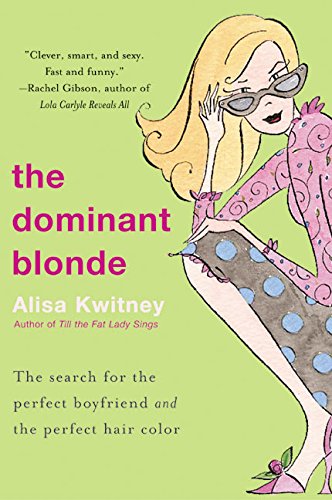 "Clever, smart, and sexy.
Fast and funny."
—Rachel Gibson, author of
Lola Carlyle Reveals All
the
dominant
blonde
Alisa Kwitney
Author of Till the Fat Lady Sings
The search for the
perfect boyfriend and
the perfect hair color